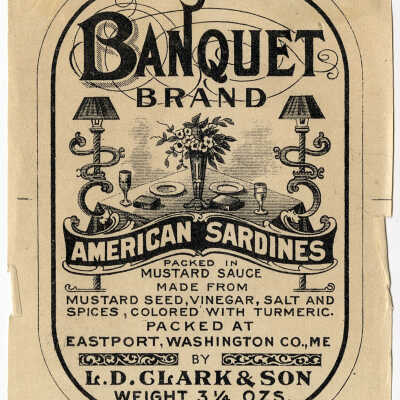 BANQUET
BRAND
AMERICAN SARDINES
PACKED IN
MUSTARD SAUCE
MADE FROM
MUSTARD SEED, VINEGAR, SALT AND
SPICES, COLORED WITH TURMERIC.
PACKED AT
EASTPORT, WASHINGTON CO., ME
BY
L.D. CLARK & SON
WEIGHT 3¼ OZS.